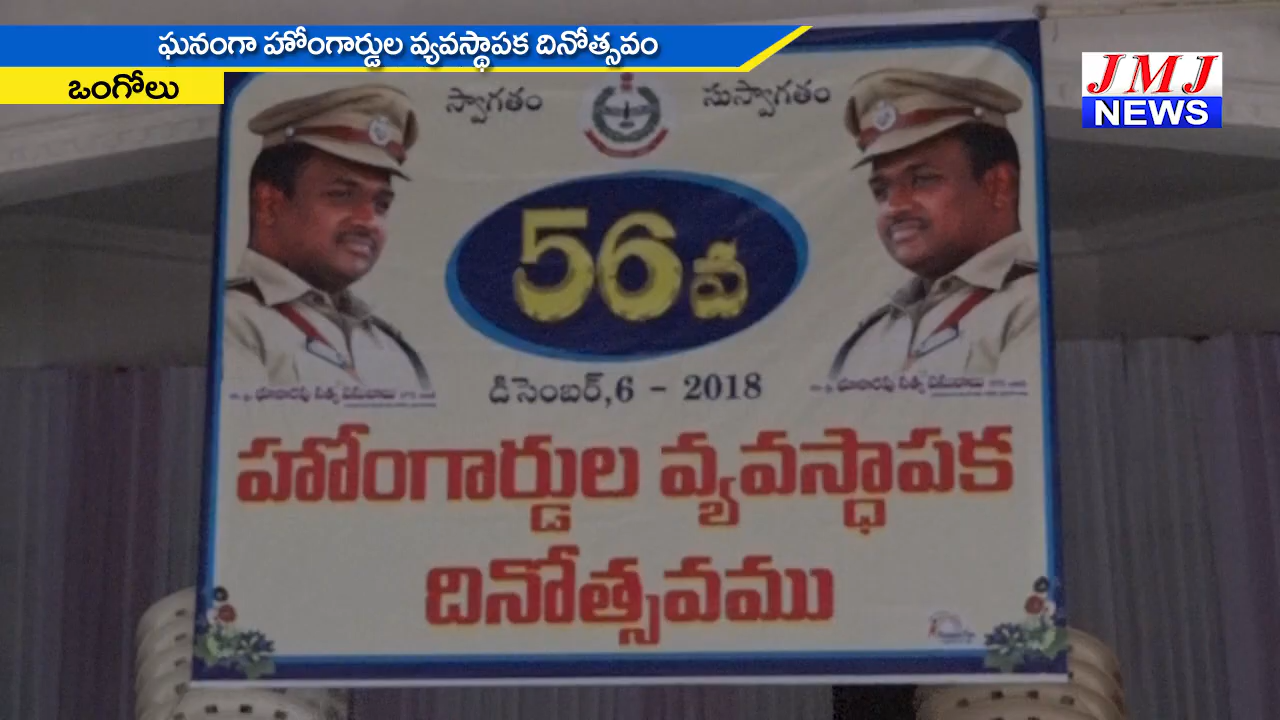 ఘనంగా హోంగార్డుల వ్యవస్థాపక దినోత్సవం
ఒంగోలు
JMJ
NEWS
స్వాగతం
సుస్వాగతం
56వ
డిసెంబర్,6 - 2018
హోంగార్డుల వ్యవస్ధాపక
దినోత్సవము